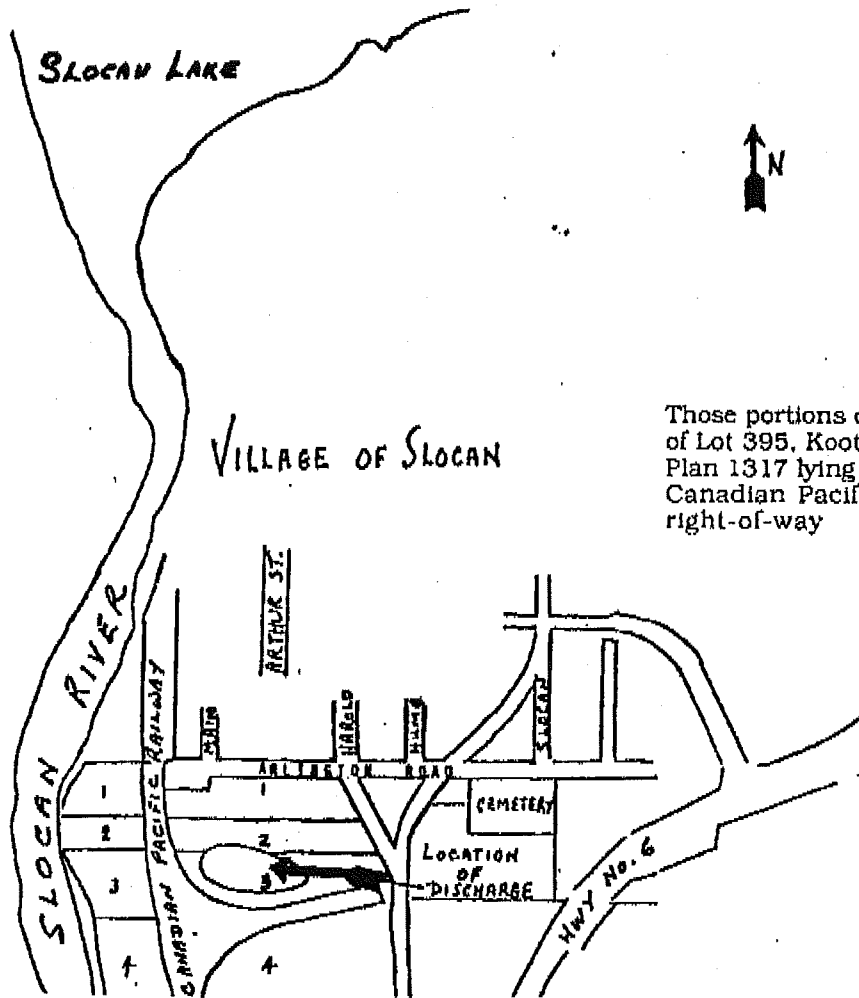 SLOCAN LAKE
N
Those portions
of Lot 395, Koot
Plan 1317 lying
Canadian Pacif
right-of-way
VILLAGE OF SLOCAN
ARTHUR ST.
SLOCAN RIVER
CANADIAN PACIFIC RAILWAY
MAIN
HAROLD
HUME
SLOCAN
ARLINGTON ROAD
1
1
CEMETERY
2
2
LOCATION
OF
DISCHARGE
3
3
HWY No. 6
4
4